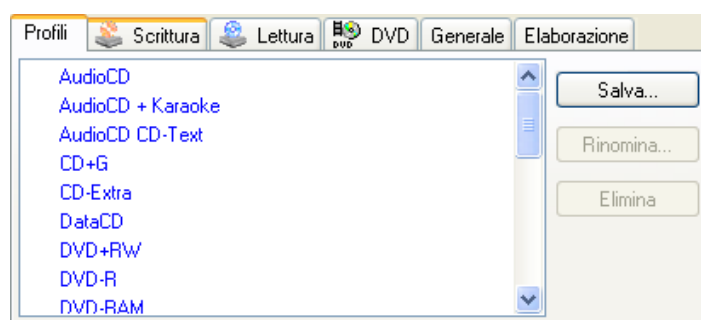 Profili Scrittura Lettura DVD DVD Generale Elaborazione
AudioCD
AudioCD + Karaoke
AudioCD CD-Text
CD+G
CD-Extra
DataCD
DVD+RW
DVD-R
DVD-RAM
Salva...
Rinomina...
Elimina